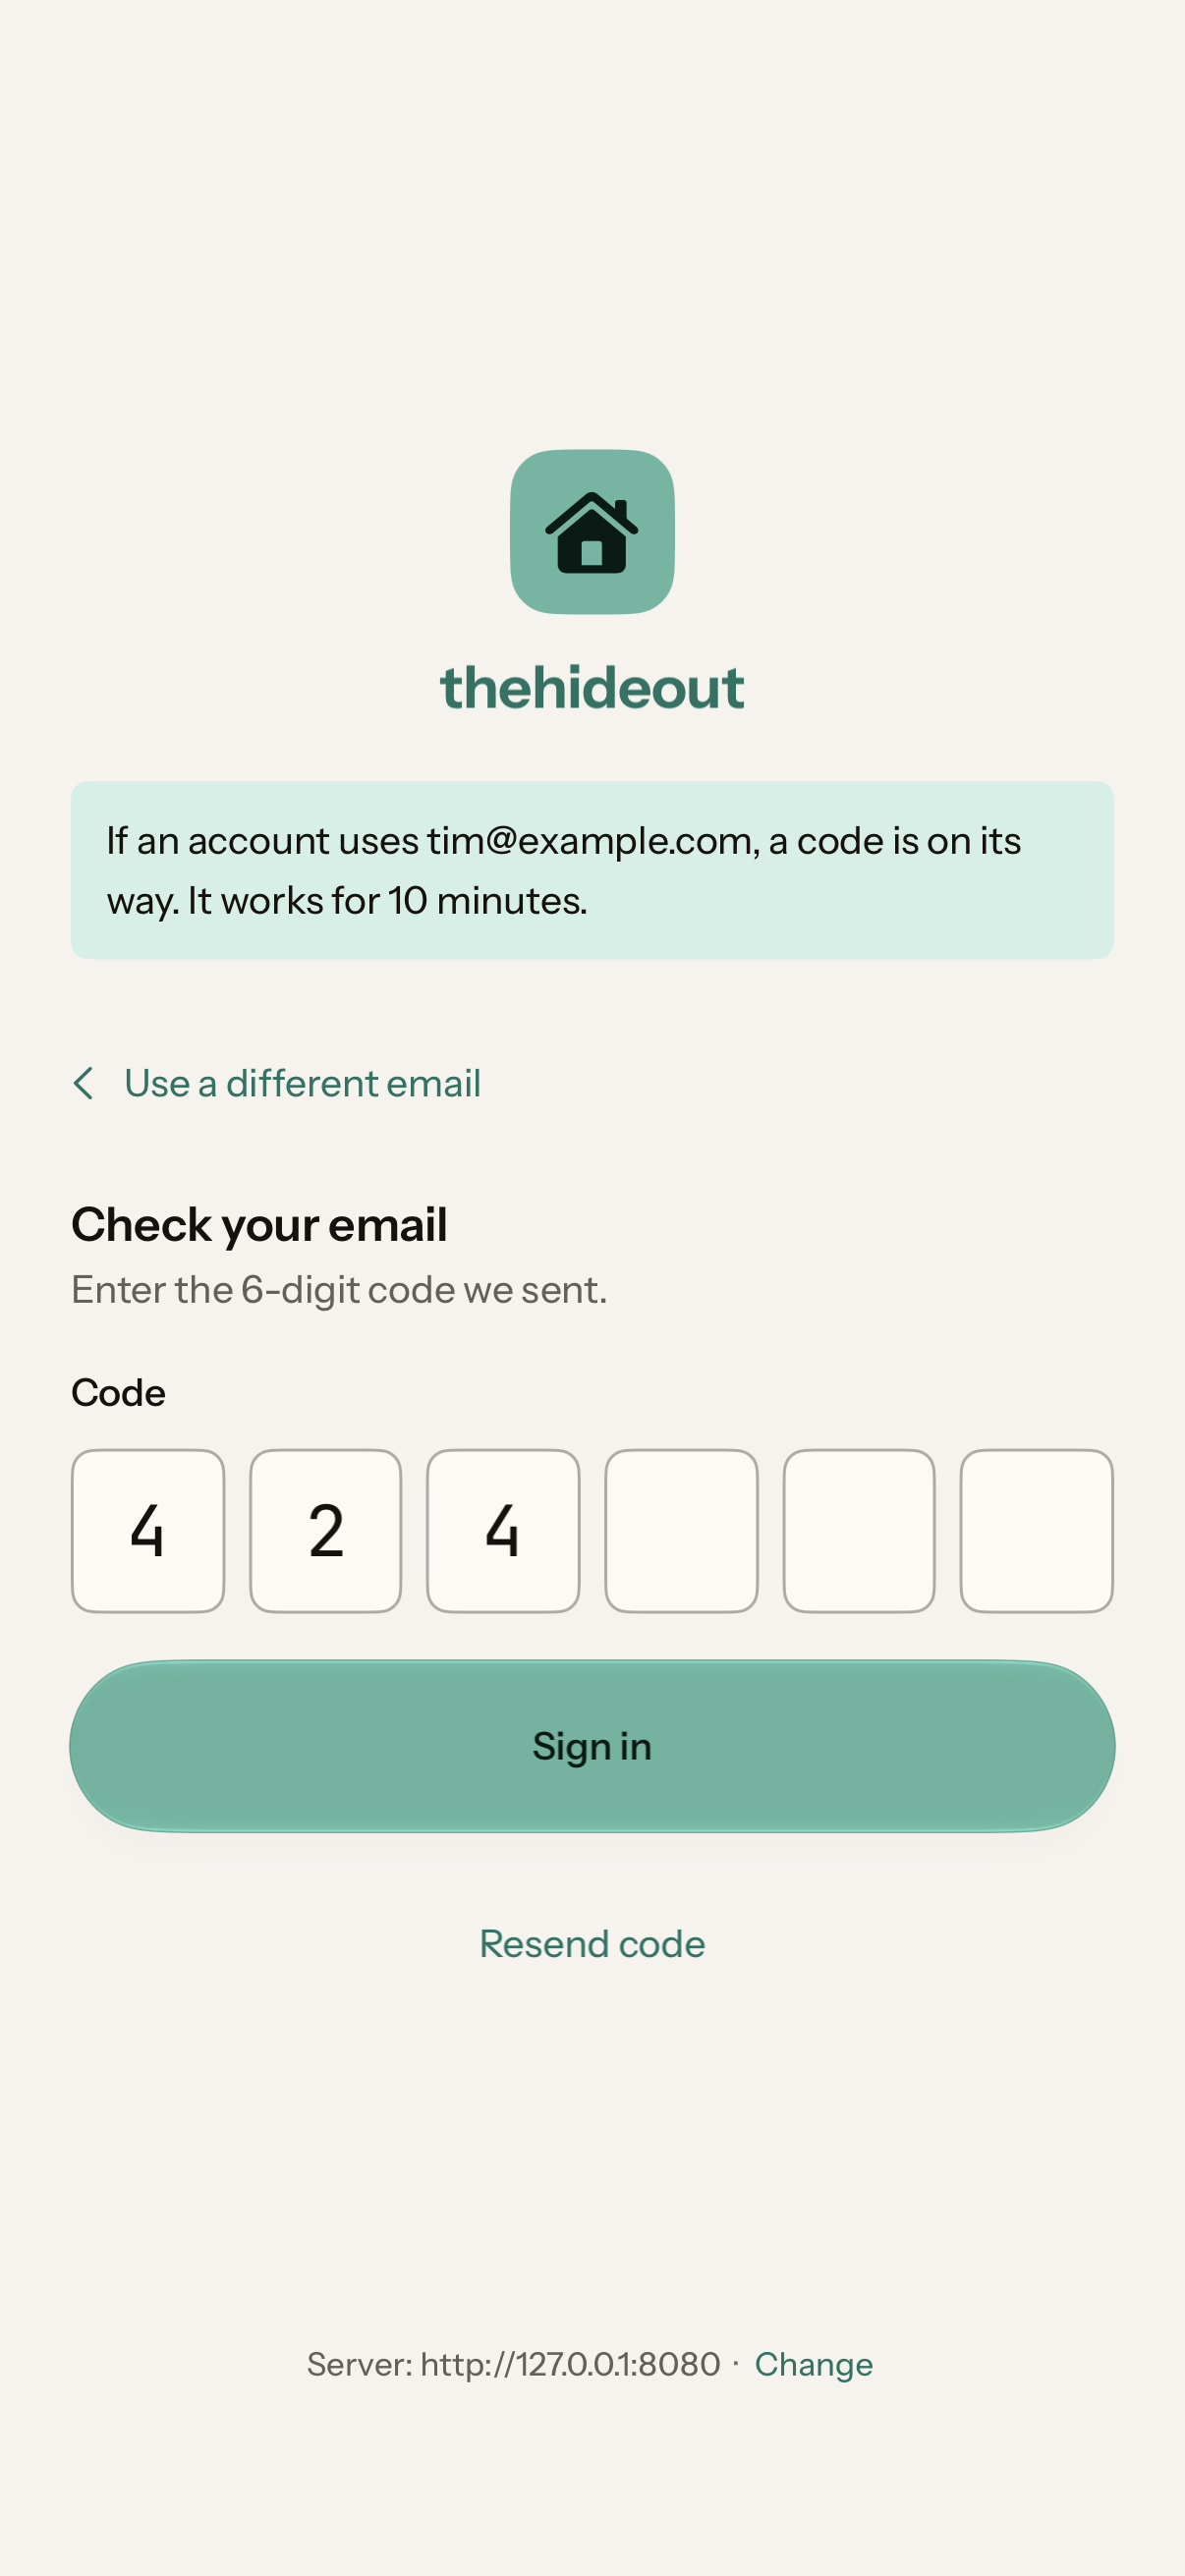 thehideout
If an account uses tim@example.com, a code is on its
way. It works for 10 minutes.
Use a different email
Check your email
Enter the 6-digit code we sent.
Code
4 2 4
Sign in
Resend code
Server: http://127.0.0.1:8080 · Change